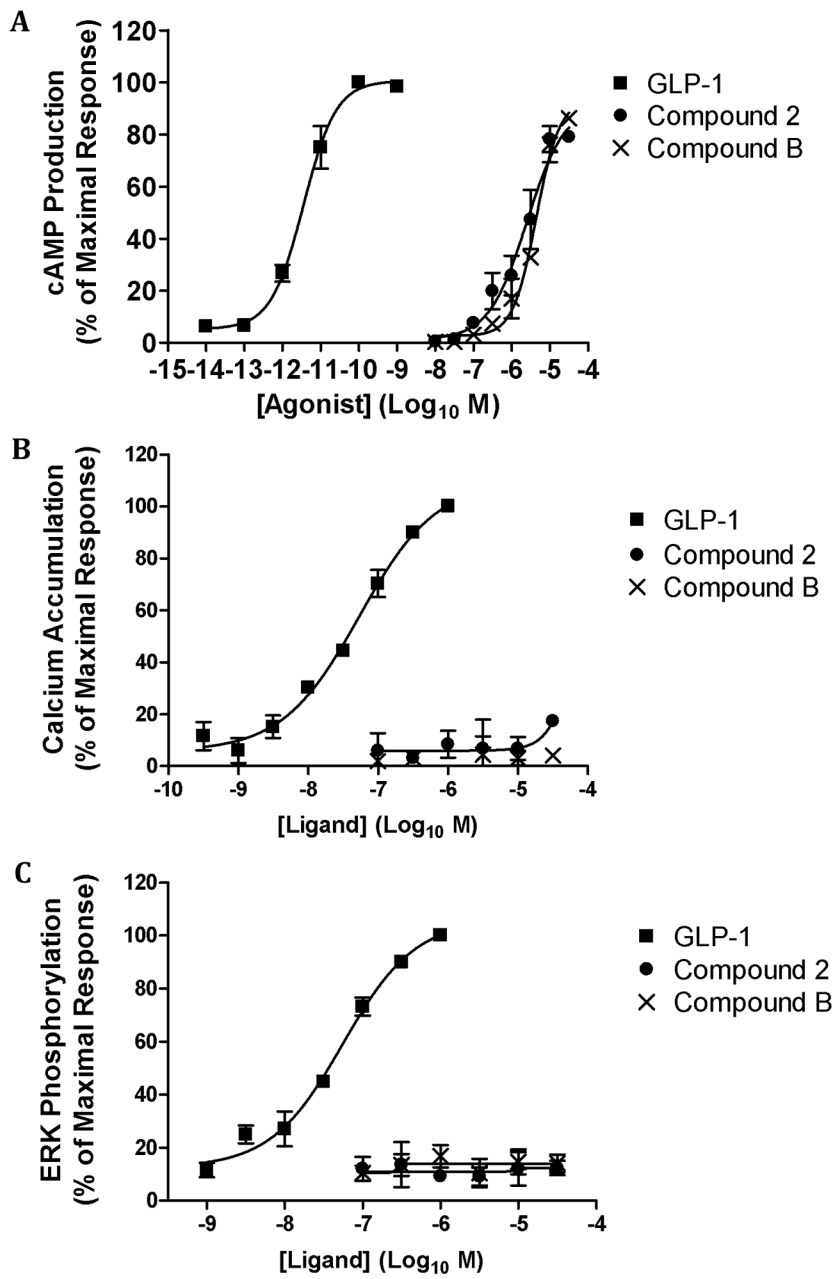 A
cAMP Production
(% of Maximal Response)
120
100
80
60
40
20
0
-15 -14 -13 -12 -11 -10 -9 -8 -7 -6 -5 -4
[Agonist] (Log10 M)
GLP-1
Compound 2
Compound B
B
Calcium Accumulation
(% of Maximal Response)
120
100
80
60
40
20
0
-10 -9 -8 -7 -6 -5 -4
[Ligand] (Log10 M)
GLP-1
Compound 2
Compound B
C
ERK Phosphorylation
(% of Maximal Response)
120
100
80
60
40
20
0
-9 -8 -7 -6 -5 -4
[Ligand] (Log10 M)
GLP-1
Compound 2
Compound B